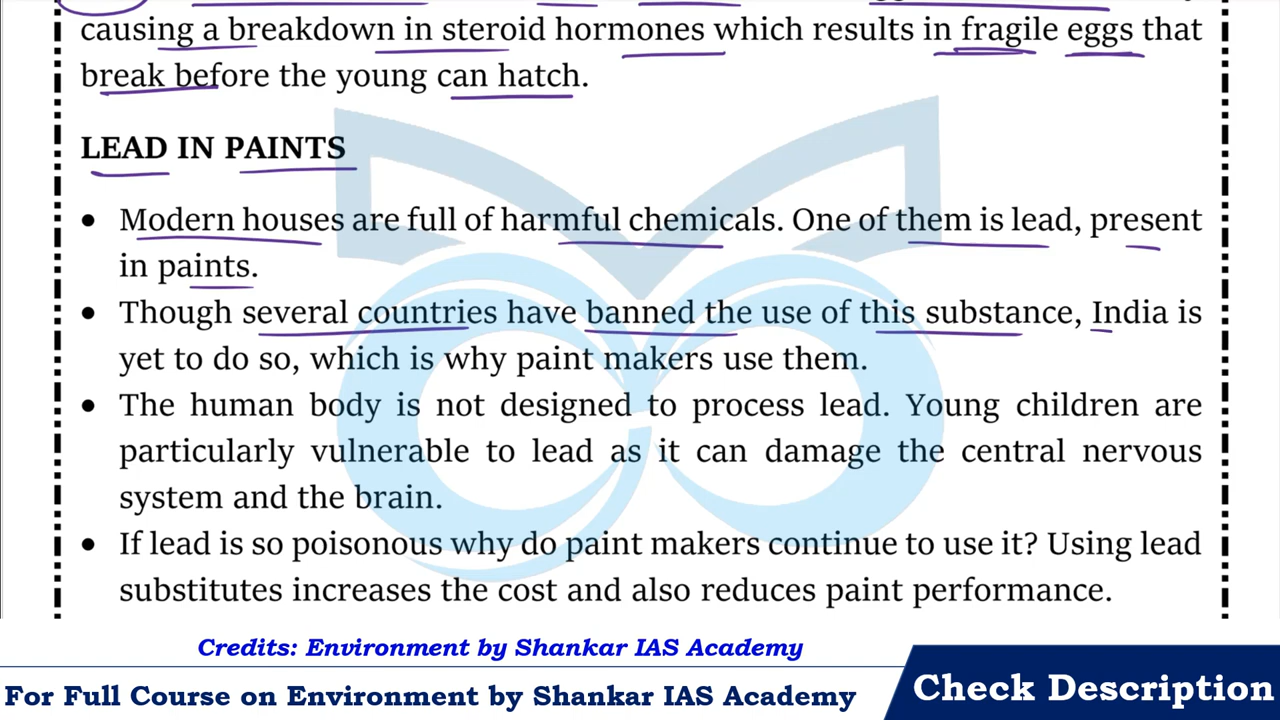 causing a breakdown in steroid hormones which results in fragile eggs that
break before the young can hatch.
LEAD IN PAINTS
• Modern houses are full of harmful chemicals. One of them is lead, present
in paints.
• Though several countries have banned the use of this substance, India is
yet to do so, which is why paint makers use them.
• The human body is not designed to process lead. Young children are
particularly vulnerable to lead as it can damage the central nervous
system and the brain.
• If lead is so poisonous why do paint makers continue to use it? Using lead
substitutes increases the cost and also reduces paint performance.
Credits: Environment by Shankar IAS Academy
For Full Course on Environment by Shankar IAS Academy
Check Description